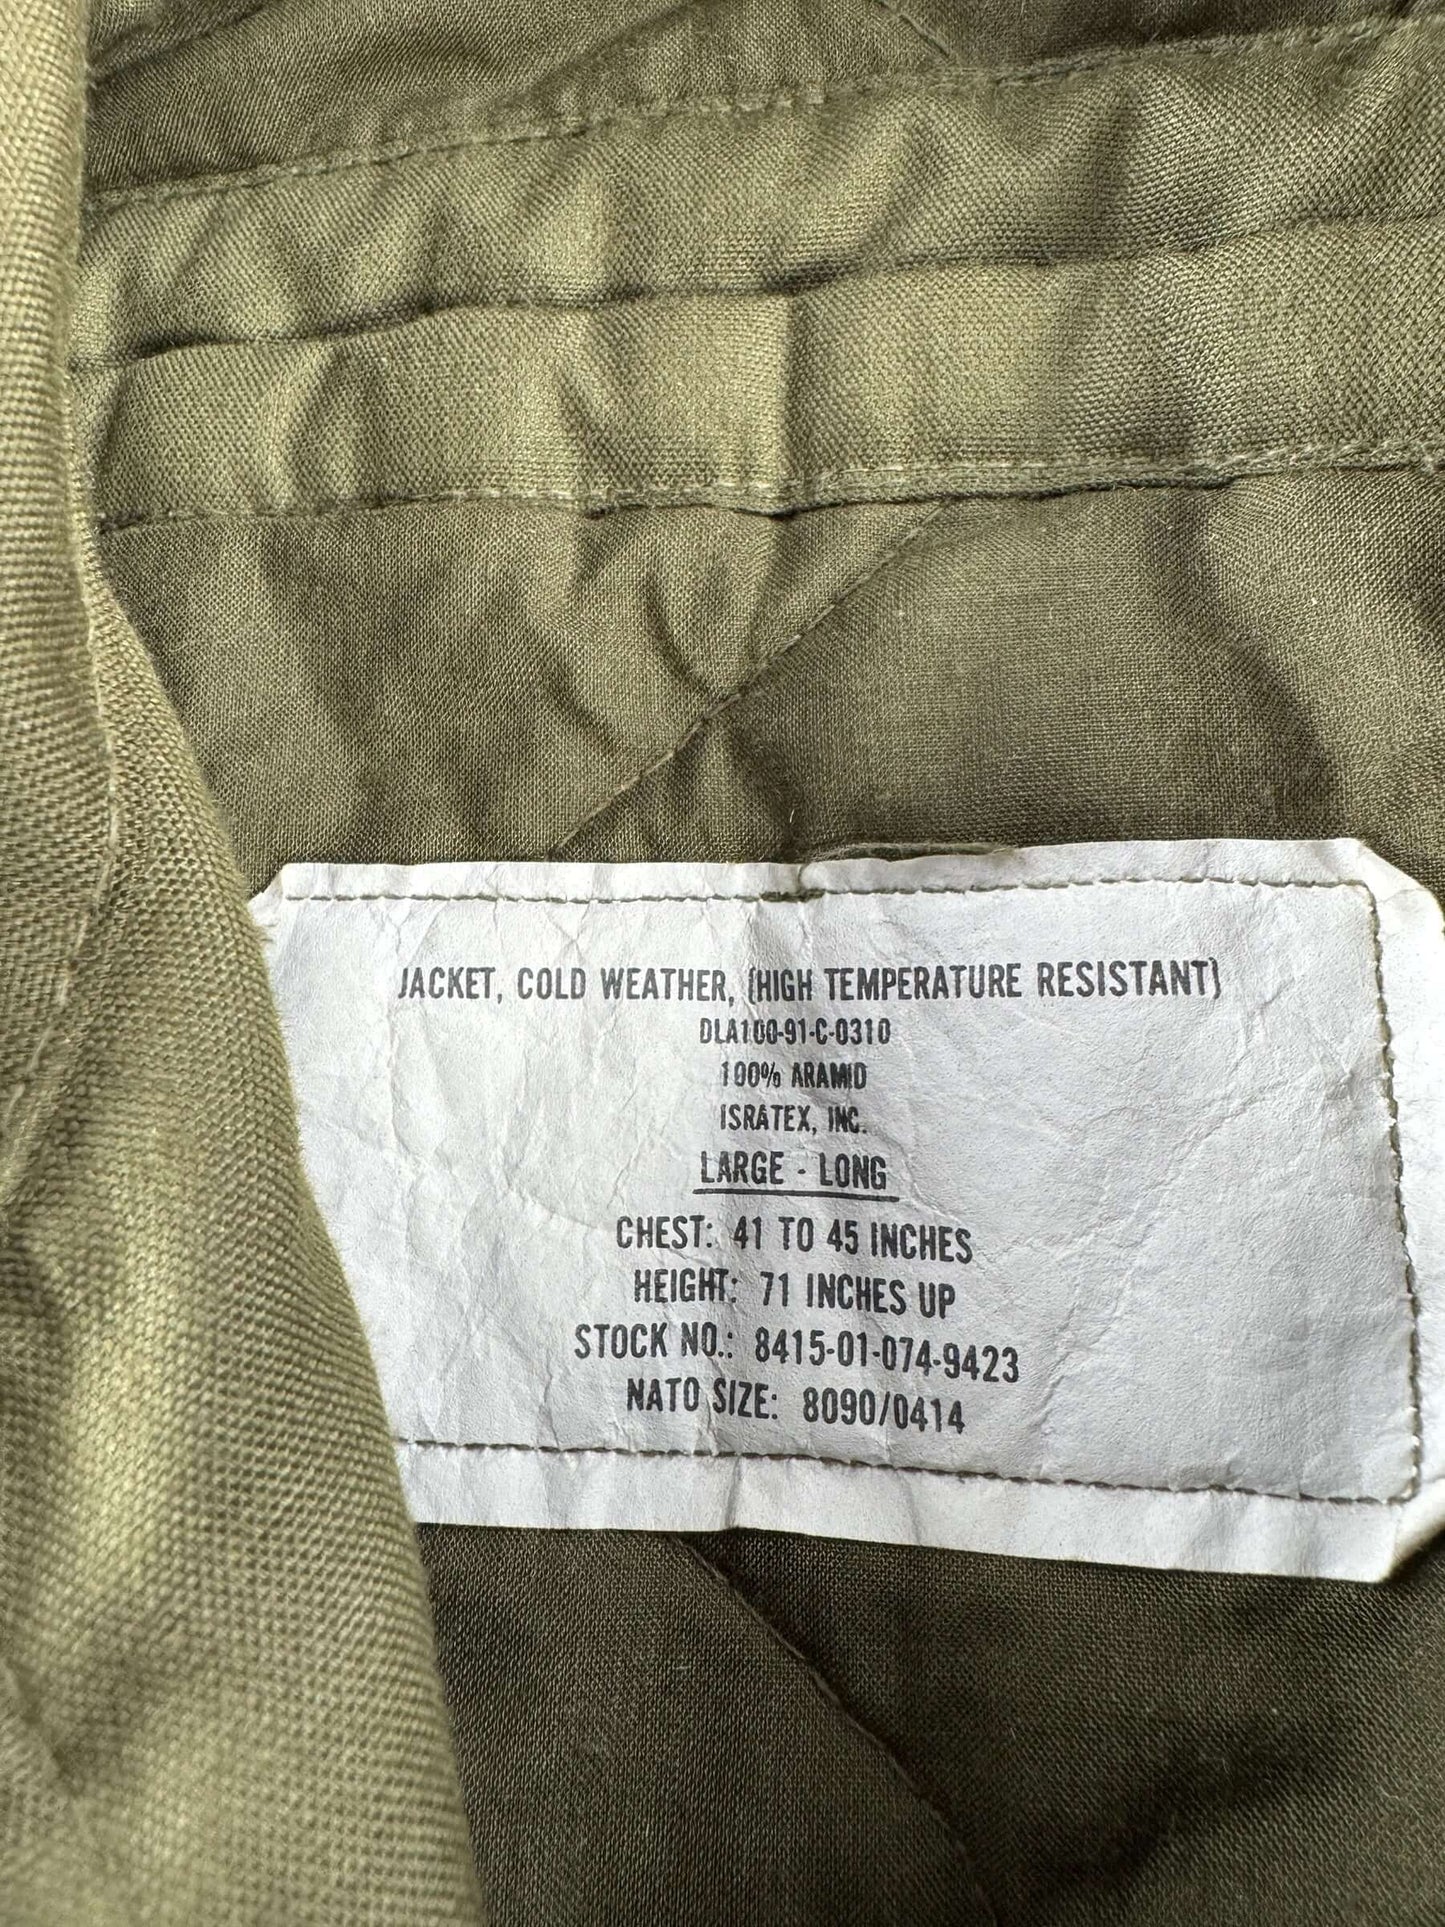 JACKET, COLD WEATHER, (HIGH TEMPERATURE RESISTANT)
DLA100-91-C-0310
100% ARAMID
ISRATEX, INC.
LARGE - LONG
CHEST: 41 TO 45 INCHES
HEIGHT: 71 INCHES UP
STOCK NO.: 8415-01-074-9423
NATO SIZE: 8090/0414